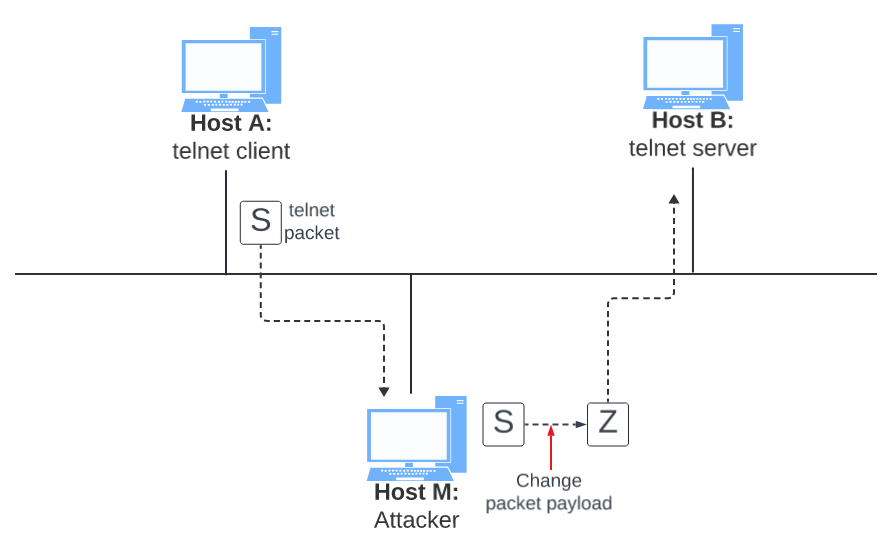 Host A:
telnet client
Host B:
telnet server
S
telnet
packet
S
Z
Change
packet payload
Host M:
Attacker